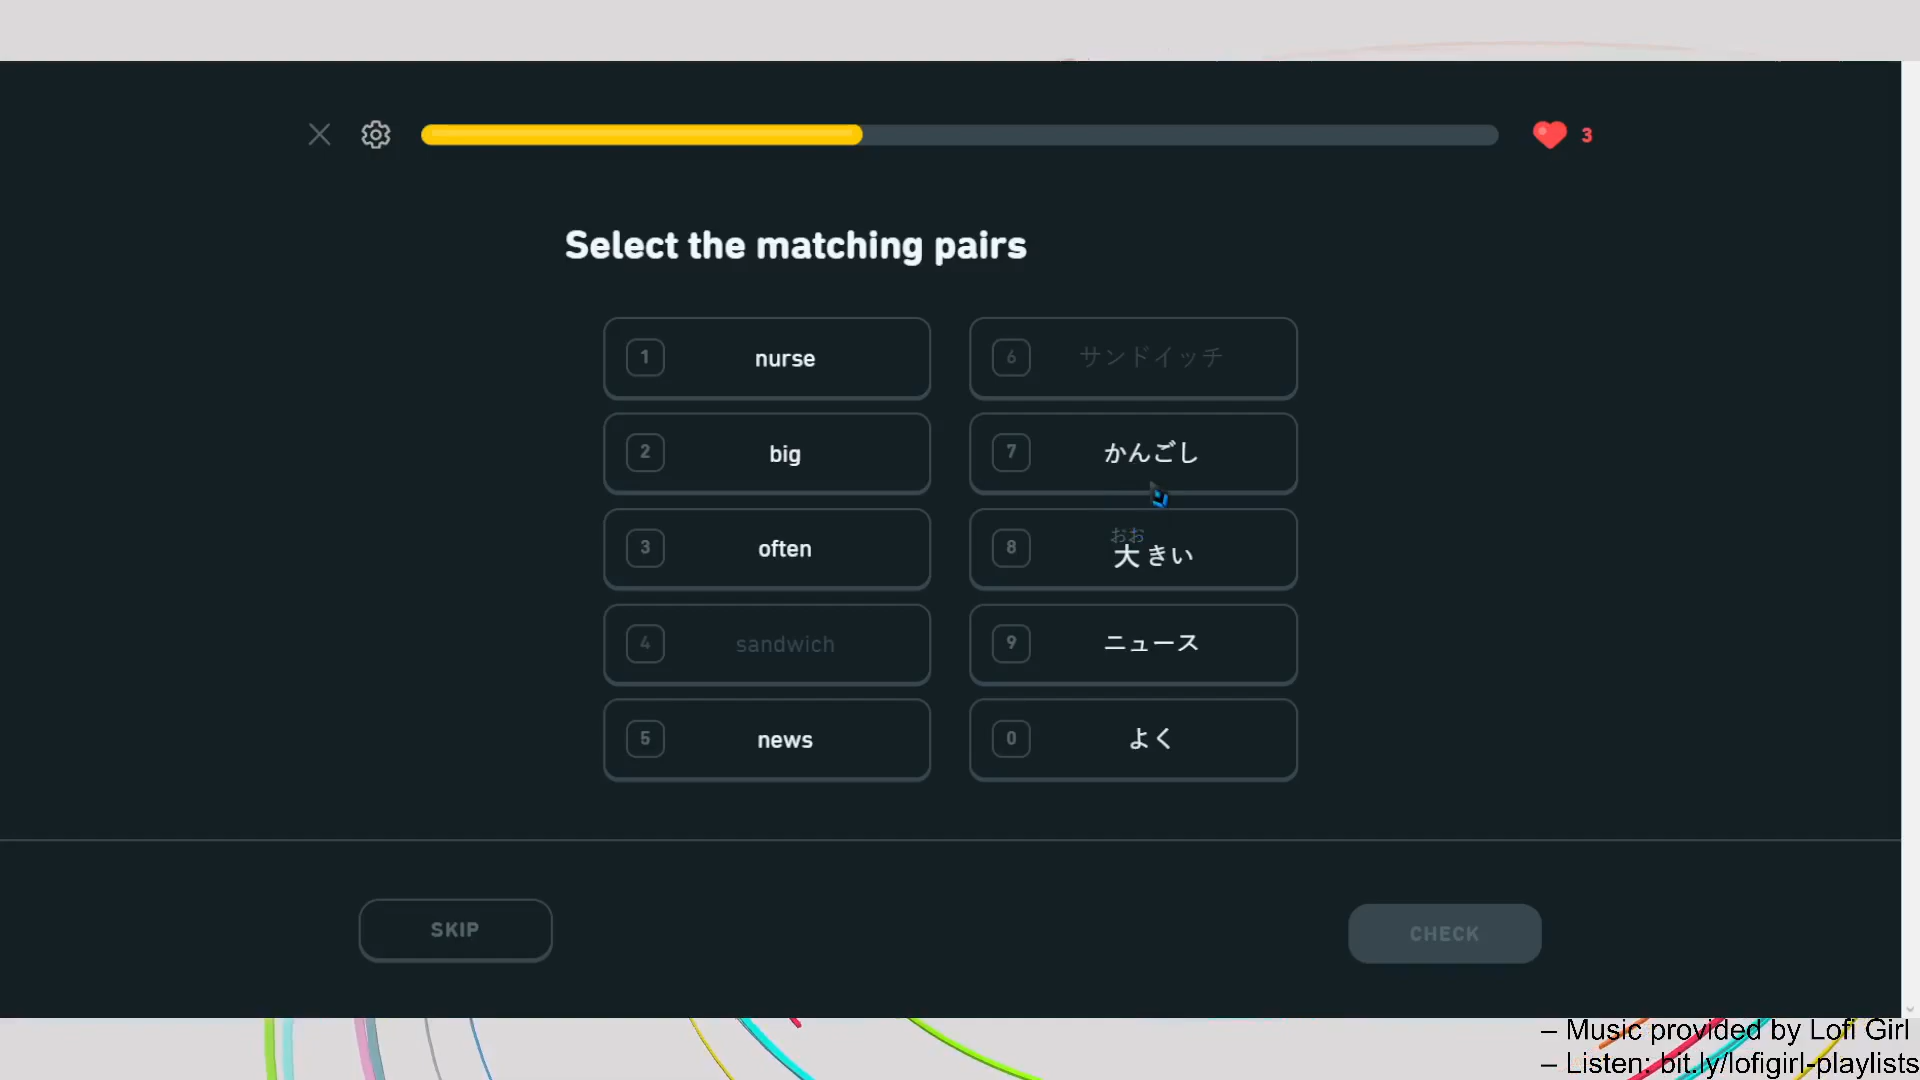 3
Select the matching pairs
1 nurse
6 サンドイッチ
2 big
7 かんごし
3 often
おお
8 大きい
4 sandwich
9 ニュース
5 news
0 よく
SKIP
CHECK
– Music provided by Lofi Girl
– Listen: bit.ly/lofigirl-playlists